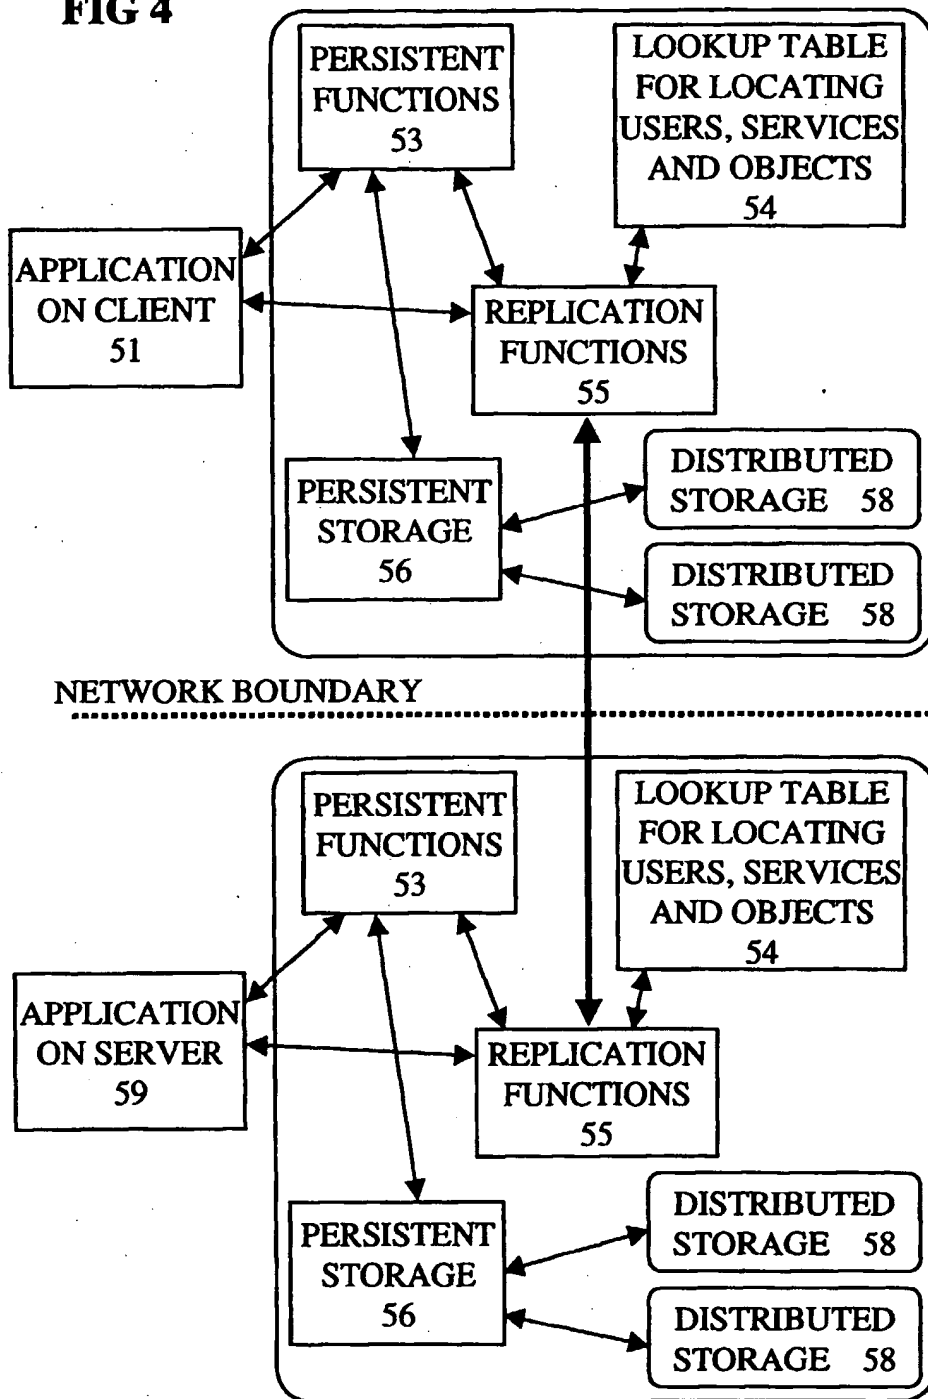 FIG 4
PERSISTENT
FUNCTIONS
53
LOOKUP TABLE
FOR LOCATING
USERS, SERVICES
AND OBJECTS
54
APPLICATION
ON CLIENT
51
REPLICATION
FUNCTIONS
55
PERSISTENT
STORAGE
56
DISTRIBUTED
STORAGE 58
DISTRIBUTED
STORAGE 58
NETWORK BOUNDARY
PERSISTENT
FUNCTIONS
53
LOOKUP TABLE
FOR LOCATING
USERS, SERVICES
AND OBJECTS
54
APPLICATION
ON SERVER
59
REPLICATION
FUNCTIONS
55
PERSISTENT
STORAGE
56
DISTRIBUTED
STORAGE 58
DISTRIBUTED
STORAGE 58